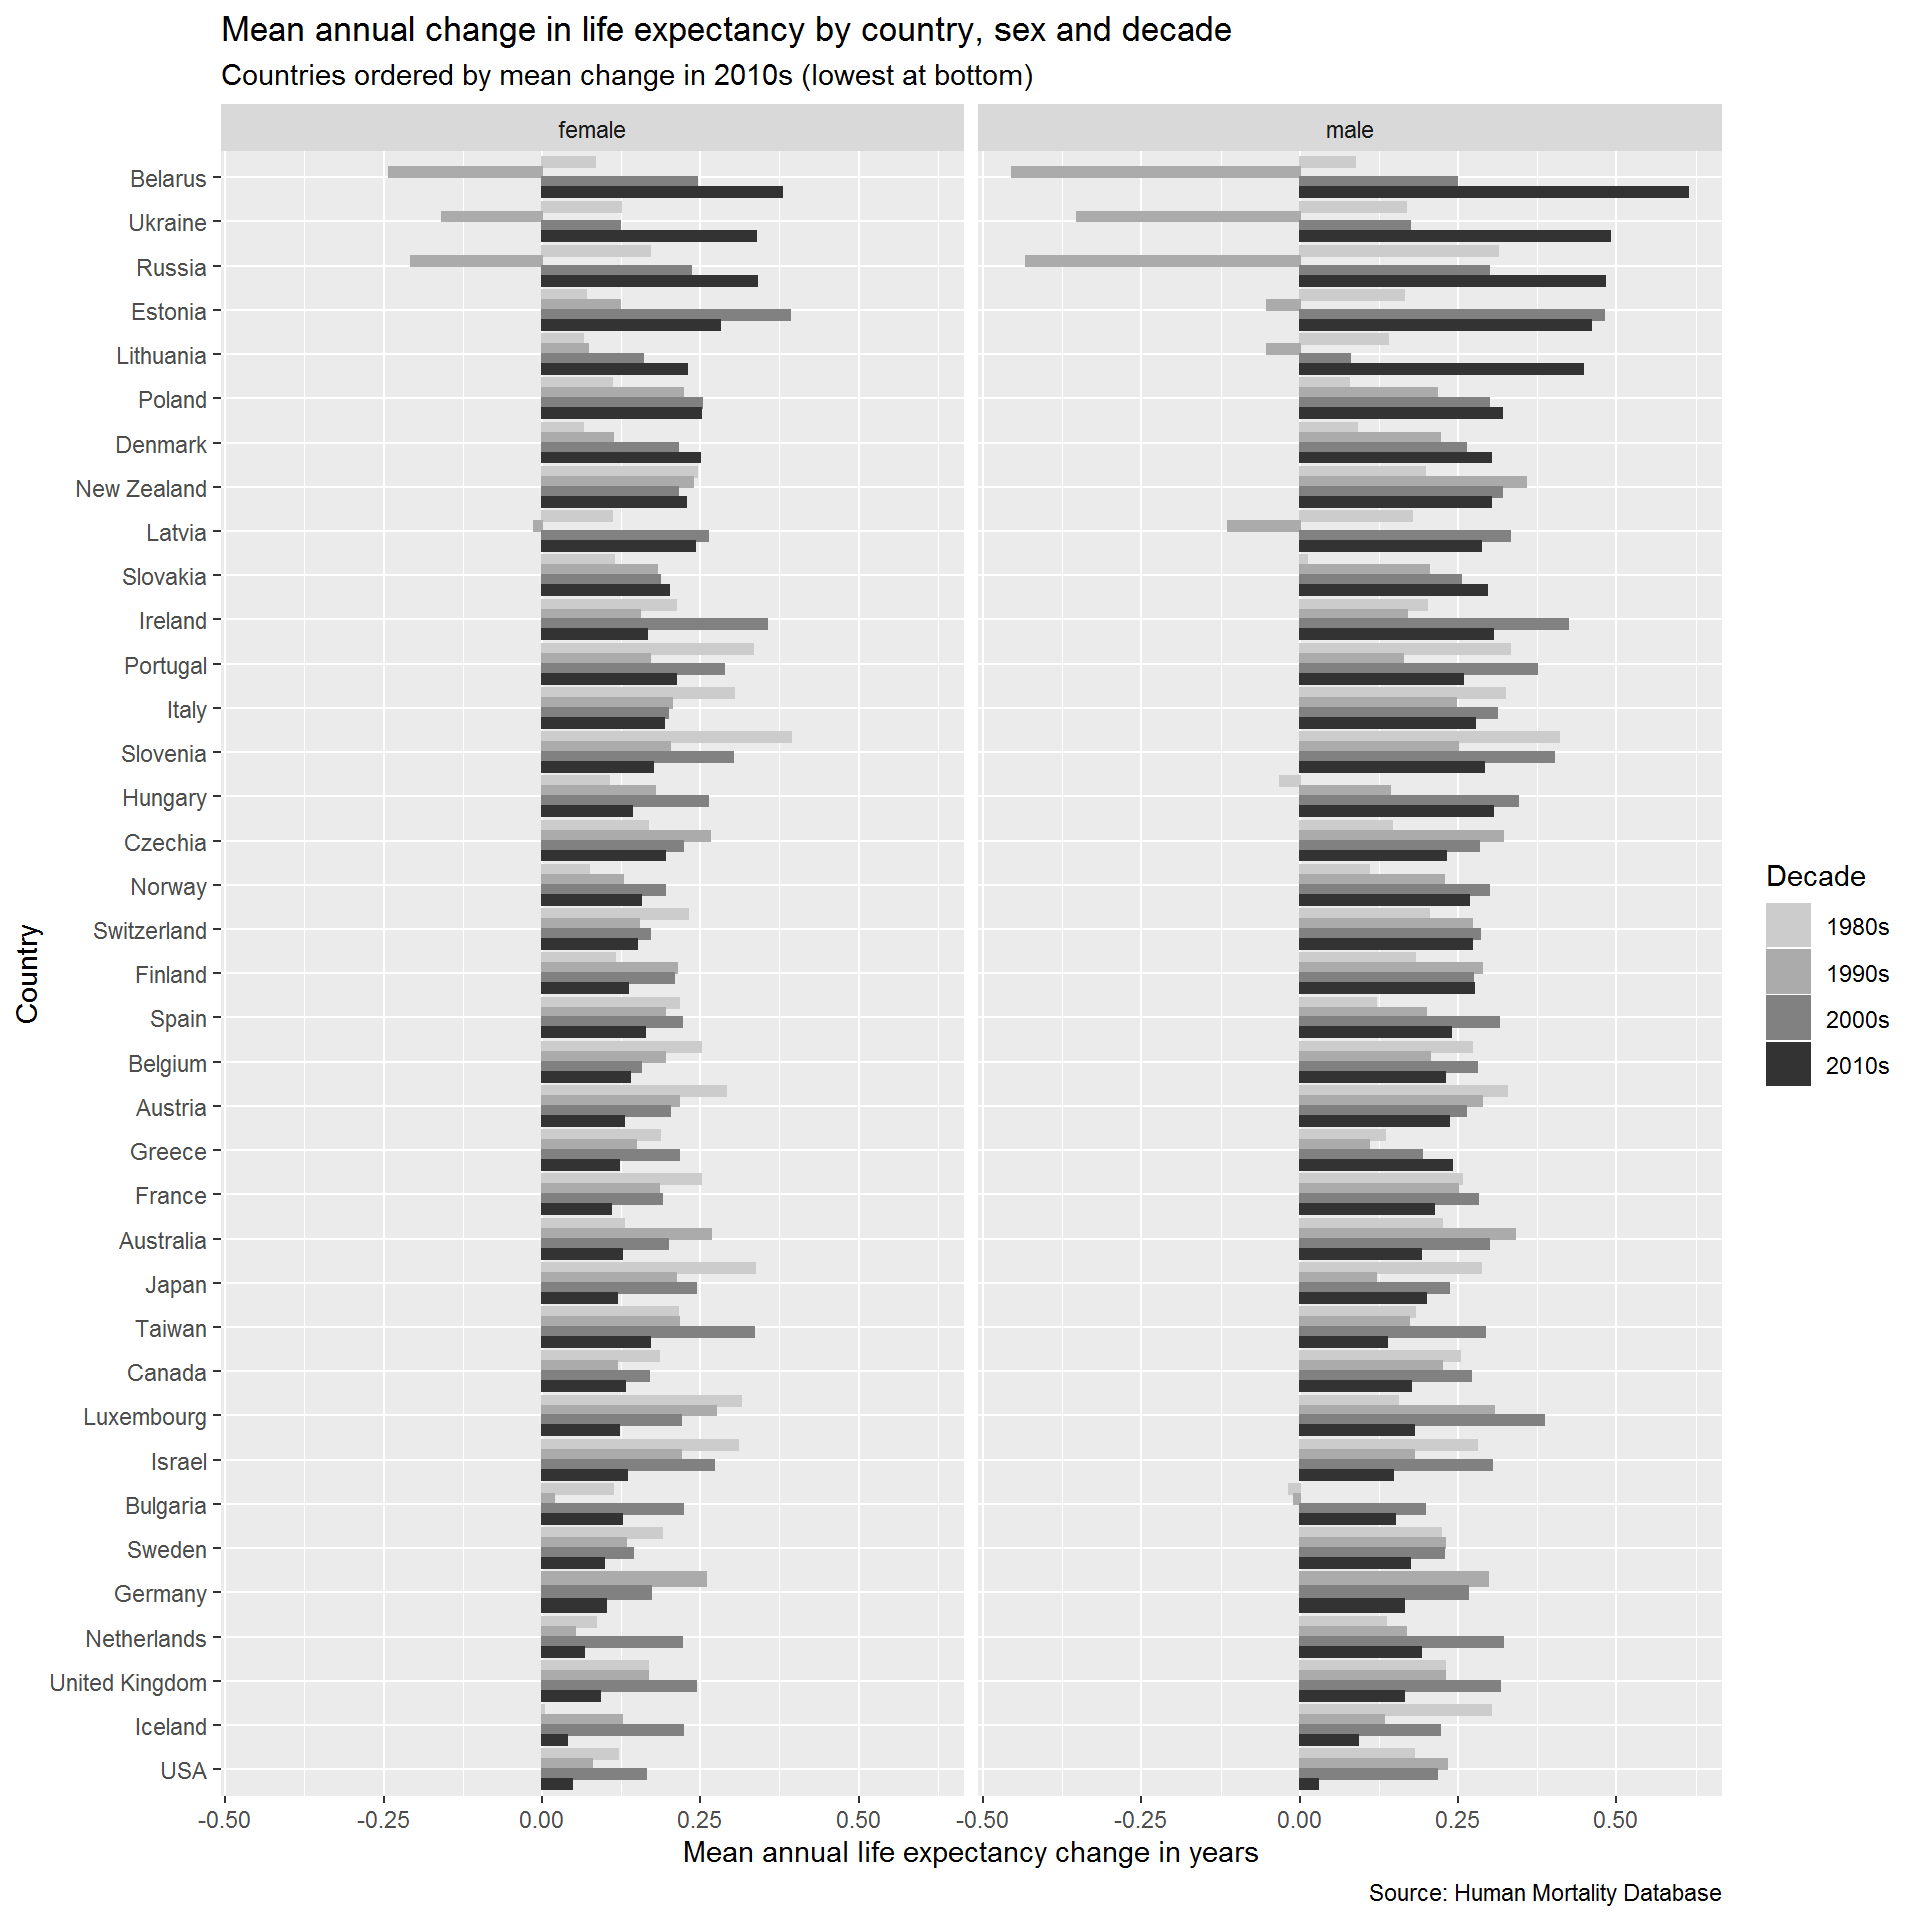 Mean annual change in life expectancy by country, sex and decade
Countries ordered by mean change in 2010s (lowest at bottom)
female
male
Belarus
Ukraine
Russia
Estonia
Lithuania
Poland
Denmark
New Zealand
Latvia
Slovakia
Ireland
Portugal
Italy
Slovenia
Hungary
Czechia
Norway
Switzerland
Finland
Spain
Belgium
Austria
Greece
France
Australia
Japan
Taiwan
Canada
Luxembourg
Israel
Bulgaria
Sweden
Germany
Netherlands
United Kingdom
Iceland
USA
Country
-0.50 -0.25 0.00 0.25 0.50
-0.50 -0.25 0.00 0.25 0.50
Mean annual life expectancy change in years
Decade
1980s
1990s
2000s
2010s
Source: Human Mortality Database